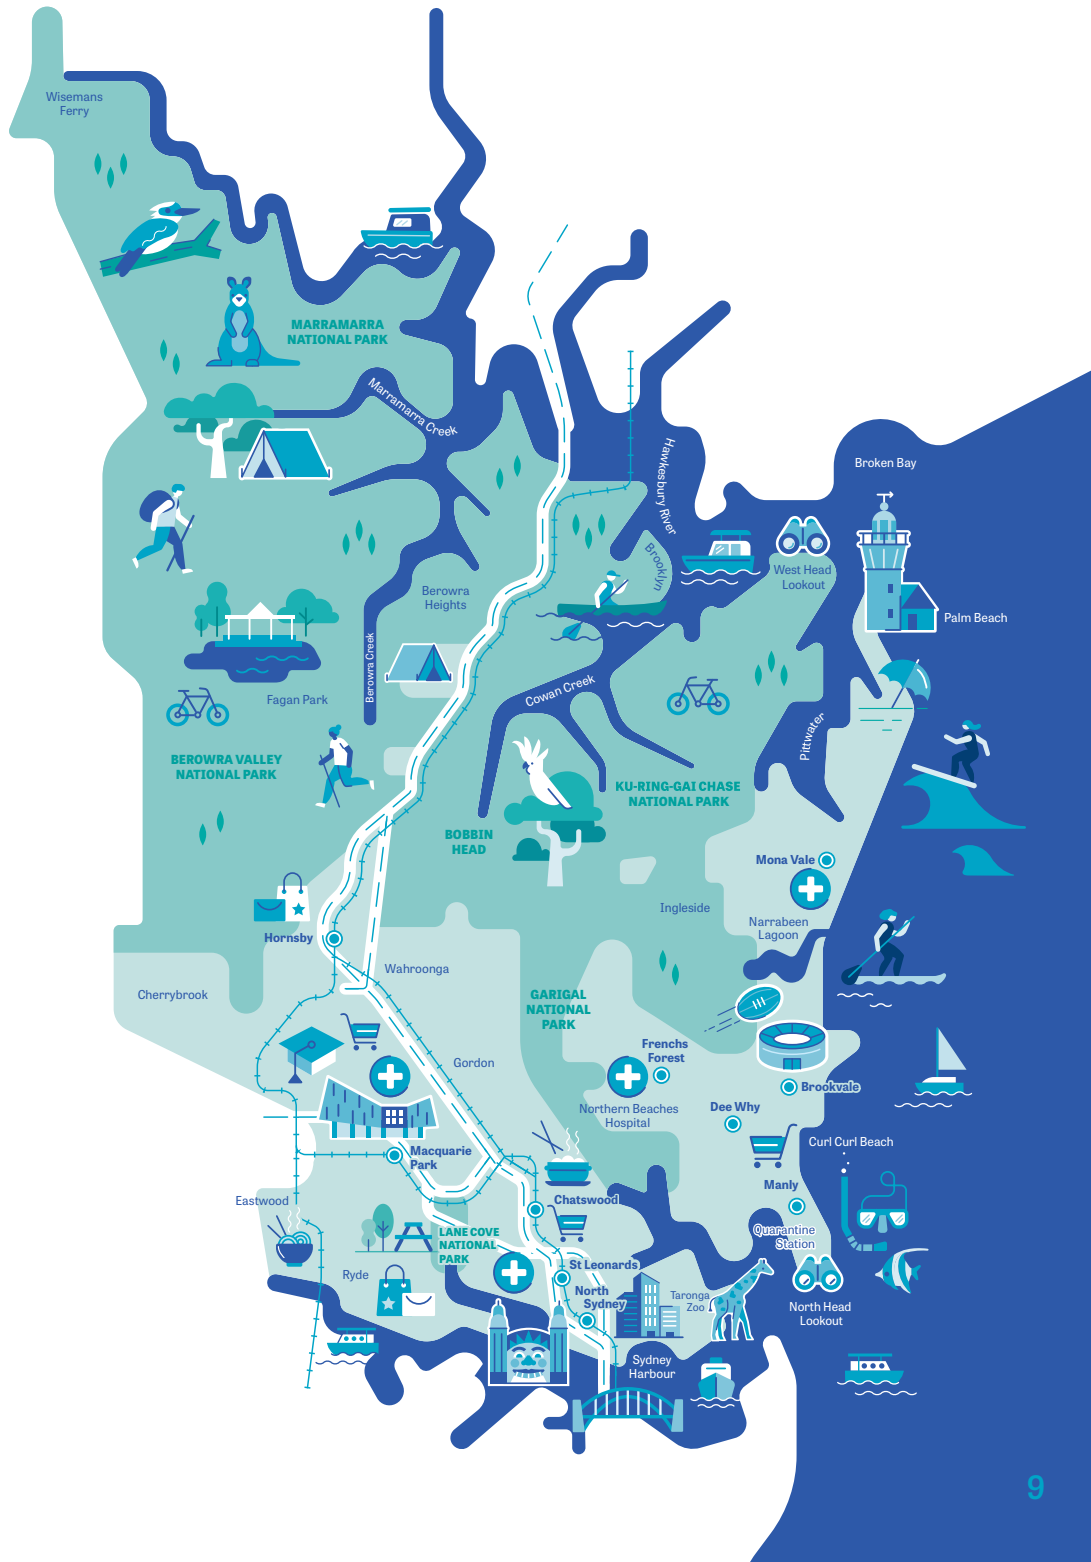 Wisemans
Ferry
MARRAMARRA
NATIONAL PARK
Marramarra Creek
Hawkesbury River
Broken Bay
Brooklyn
West Head
Lookout
Berowra
Heights
Palm Beach
Berowra Creek
Cowan Creek
Fagan Park
Pittwater
BEROWRA VALLEY
NATIONAL PARK
KU-RING-GAI CHASE
NATIONAL PARK
BOBBIN
HEAD
Mona Vale
Ingleside
Narrabeen
Lagoon
Hornsby
Wahroonga
Cherrybrook
GARIGAL
NATIONAL
PARK
Frenchs
Forest
Gordon
Brookvale
Northern Beaches
Hospital
Dee Why
Curl Curl Beach
Macquarie
Park
Manly
Eastwood
Chatswood
Quarantine
Station
LANE COVE
NATIONAL
PARK
St Leonards
Ryde
North
Sydney
Taronga
Zoo
North Head
Lookout
Sydney
Harbour
9